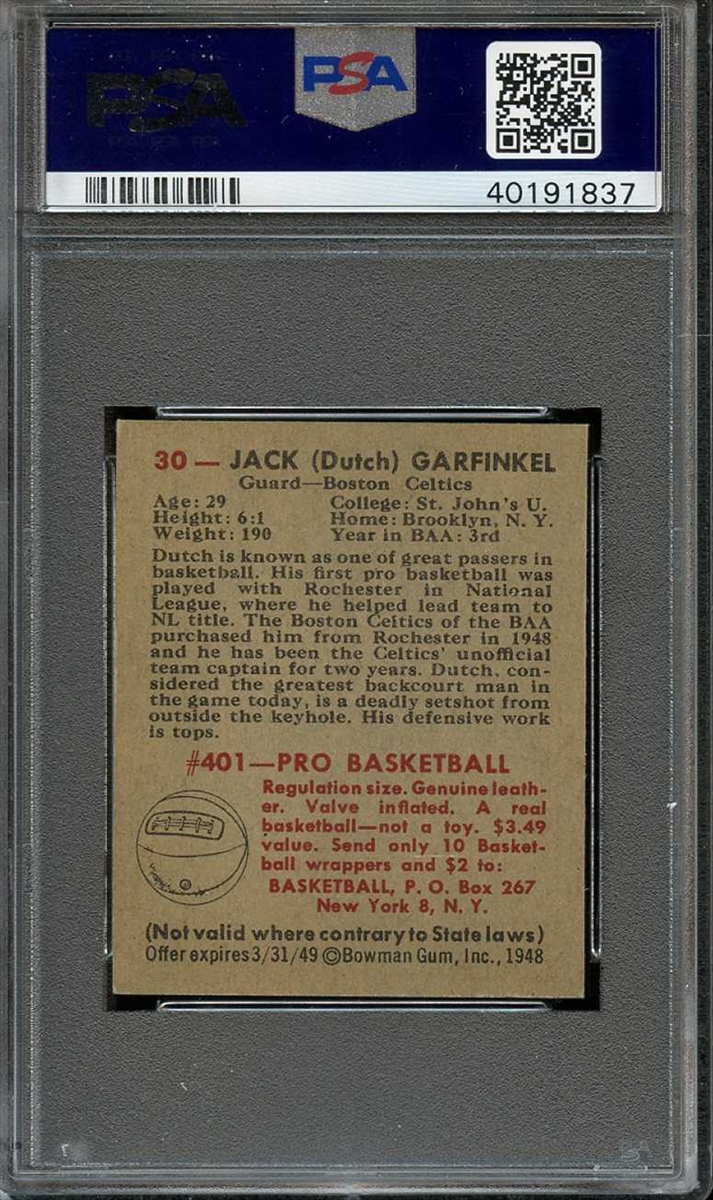 PSA
PSA
40191837
30 — JACK (Dutch) GARFINKEL
Guard—Boston Celtics
Age: 29 College: St. John's U.
Height: 6:1 Home: Brooklyn, N. Y.
Weight: 190 Year in BAA: 3rd
Dutch is known as one of great passers in
basketball. His first pro basketball was
played with Rochester in National
League, where he helped lead team to
NL title. The Boston Celtics of the BAA
purchased him from Rochester in 1948
and he has been the Celtics' unofficial
team captain for two years. Dutch, con-
sidered the greatest backcourt man in
the game today, is a deadly setshot from
outside the keyhole. His defensive work
is tops.
#401—PRO BASKETBALL
Regulation size. Genuine leath-
er. Valve inflated. A real
basketball—not a toy. $3.49
value. Send only 10 Basket-
ball wrappers and $2 to:
BASKETBALL, P. O. Box 267
New York 8, N. Y.
(Not valid where contrary to State laws)
Offer expires 3/31/49 ©Bowman Gum, Inc., 1948